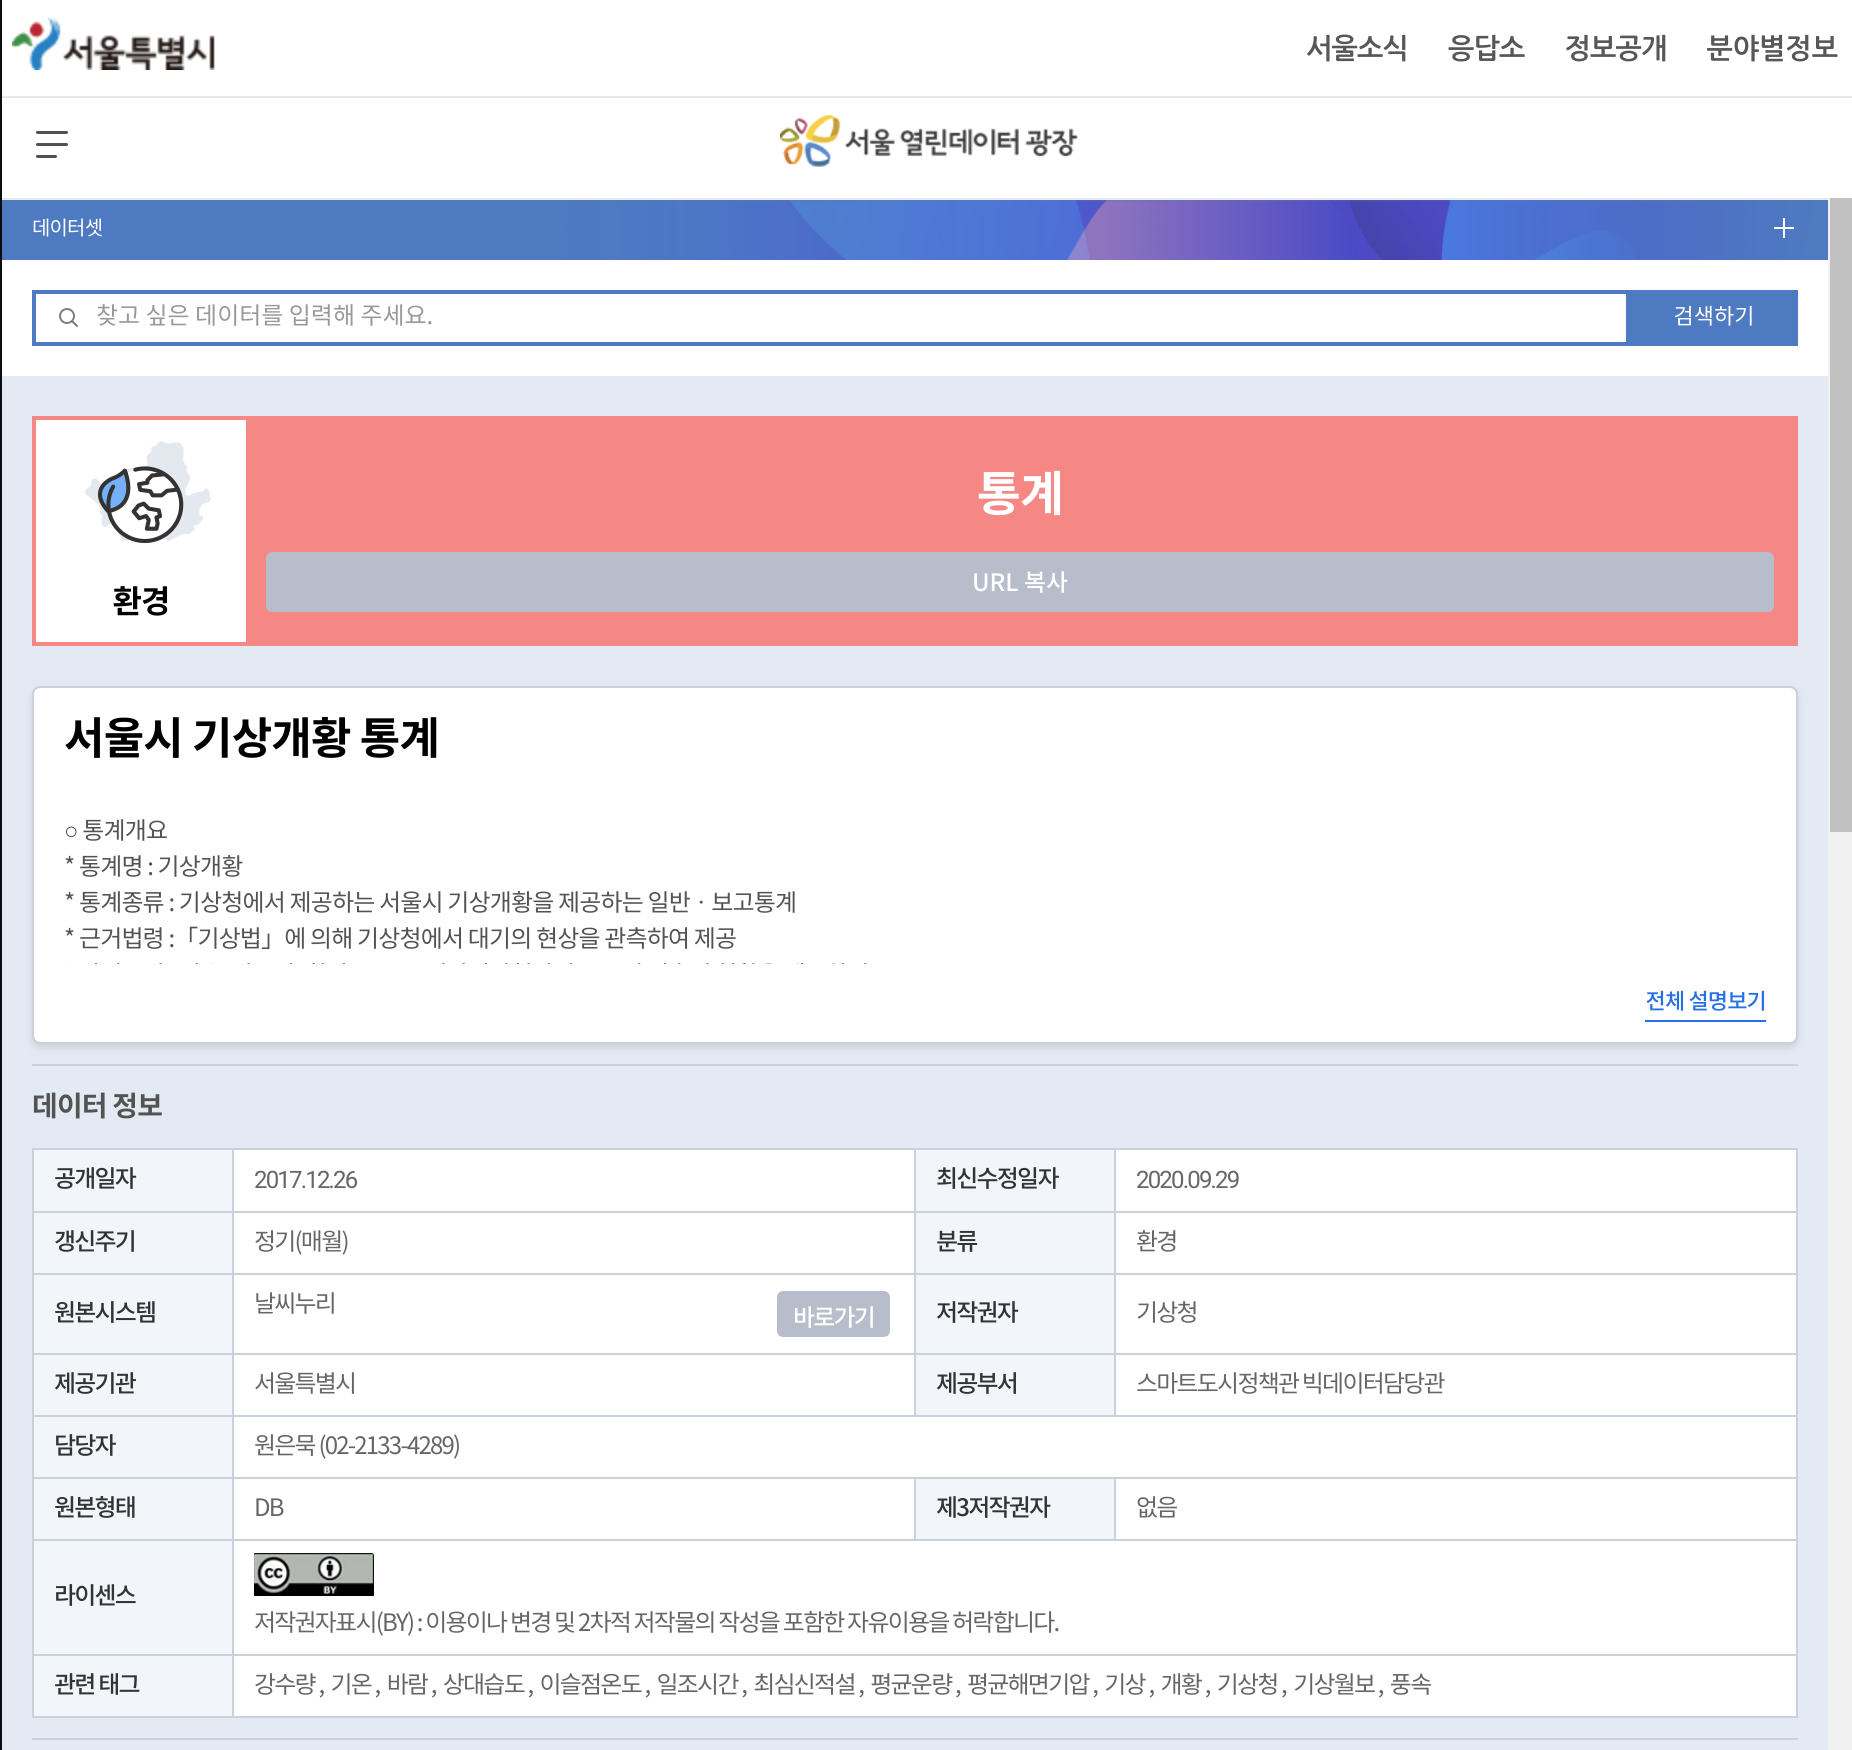 서울특별시
서울소식 응답소 정보공개 분야별정보
서울 열린데이터 광장
데이터셋
찾고 싶은 데이터를 입력해 주세요. 검색하기
통계
URL 복사
환경
서울시 기상개황 통계
○ 통계개요
* 통계명 : 기상개황
* 통계종류 : 기상청에서 제공하는 서울시 기상개황을 제공하는 일반 · 보고통계
* 근거법령 : 「기상법」에 의해 기상청에서 대기의 현상을 관측하여 제공
전체 설명보기
데이터 정보
공개일자 2017.12.26 최신수정일자 2020.09.29
갱신주기 정기(매월) 분류 환경
원본시스템 날씨누리 바로가기 저작권자 기상청
제공기관 서울특별시 제공부서 스마트도시정책관 빅데이터담당관
담당자 원은묵 (02-2133-4289)
원본형태 DB 제3저작권자 없음
cc BY
라이센스 저작권자표시(BY) : 이용이나 변경 및 2차적 저작물의 작성을 포함한 자유이용을 허락합니다.
관련 태그 강수량 , 기온 , 바람 , 상대습도 , 이슬점온도 , 일조시간 , 최심신적설 , 평균운량 , 평균해면기압 , 기상 , 개황 , 기상청 , 기상월보 , 풍속